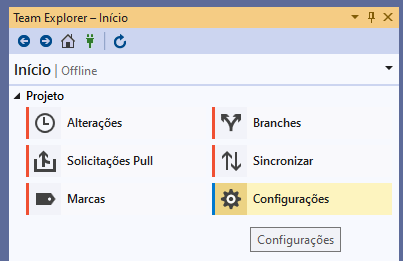 Team Explorer – Início
Início | Offline
Projeto
Alterações
Branches
Solicitações Pull
Sincronizar
Marcas
Configurações
Configurações